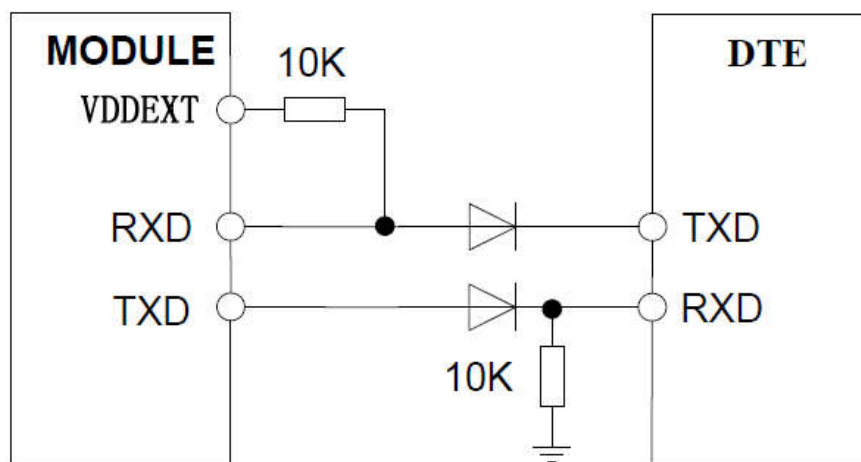 MODULE
DTE
10K
VDDEXT
RXD
TXD
TXD
RXD
10K